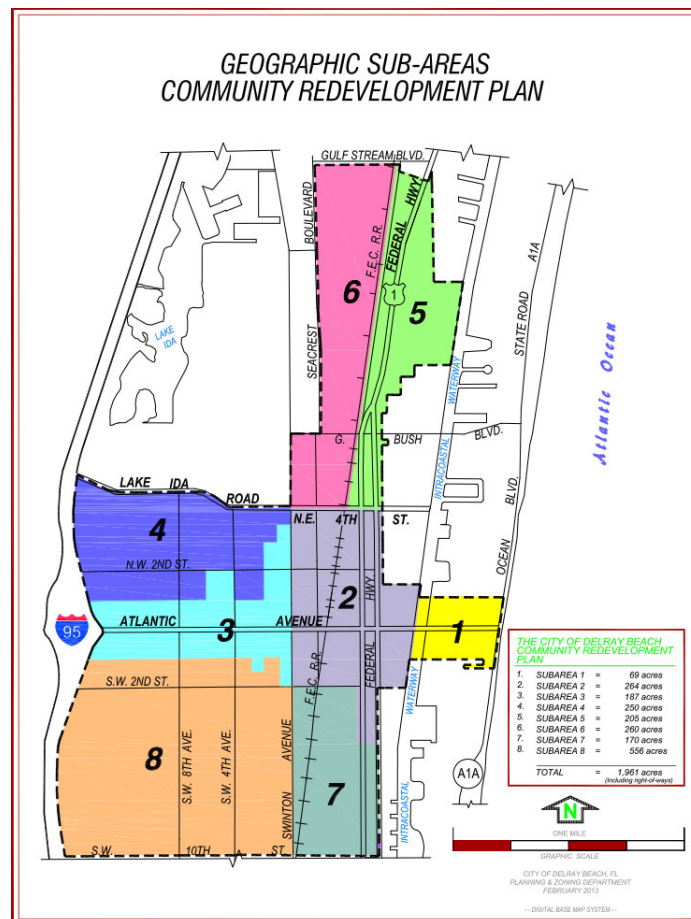 GEOGRAPHIC SUB-AREAS
COMMUNITY REDEVELOPMENT PLAN
GULF STREAM BLVD.
BOULEVARD
SEACREST
F.E.C. R.R.
FEDERAL HWY
1
6
5
LAKE
IDA
WATERWAY
INTRACOASTAL
STATE ROAD A1A
Atlantic Ocean
G. BUSH BLVD.
OCEAN BLVD.
LAKE IDA ROAD
N.E. 4TH ST.
4
N.W. 2ND ST.
2
HWY
FEDERAL
95
ATLANTIC AVENUE
3
1
S.W. 2ND ST.
F.E.C. R.R.
WATERWAY
INTRACOASTAL
8
S.W. 8TH AVE.
S.W. 4TH AVE.
SWINTON AVENUE
7
S.W. 10TH ST.
A1A
THE CITY OF DELRAY BEACH
COMMUNITY REDEVELOPMENT
PLAN
1. SUBAREA 1 = 69 acres
2. SUBAREA 2 = 264 acres
3. SUBAREA 3 = 187 acres
4. SUBAREA 4 = 250 acres
5. SUBAREA 5 = 205 acres
6. SUBAREA 6 = 260 acres
7. SUBAREA 7 = 170 acres
8. SUBAREA 8 = 556 acres
TOTAL = 1,961 acres
(including right-of-ways)
N
ONE MILE
GRAPHIC SCALE
CITY OF DELRAY BEACH, FL
PLANNING & ZONING DEPARTMENT
FEBRUARY 2013
-- DIGITAL BASE MAP SYSTEM --